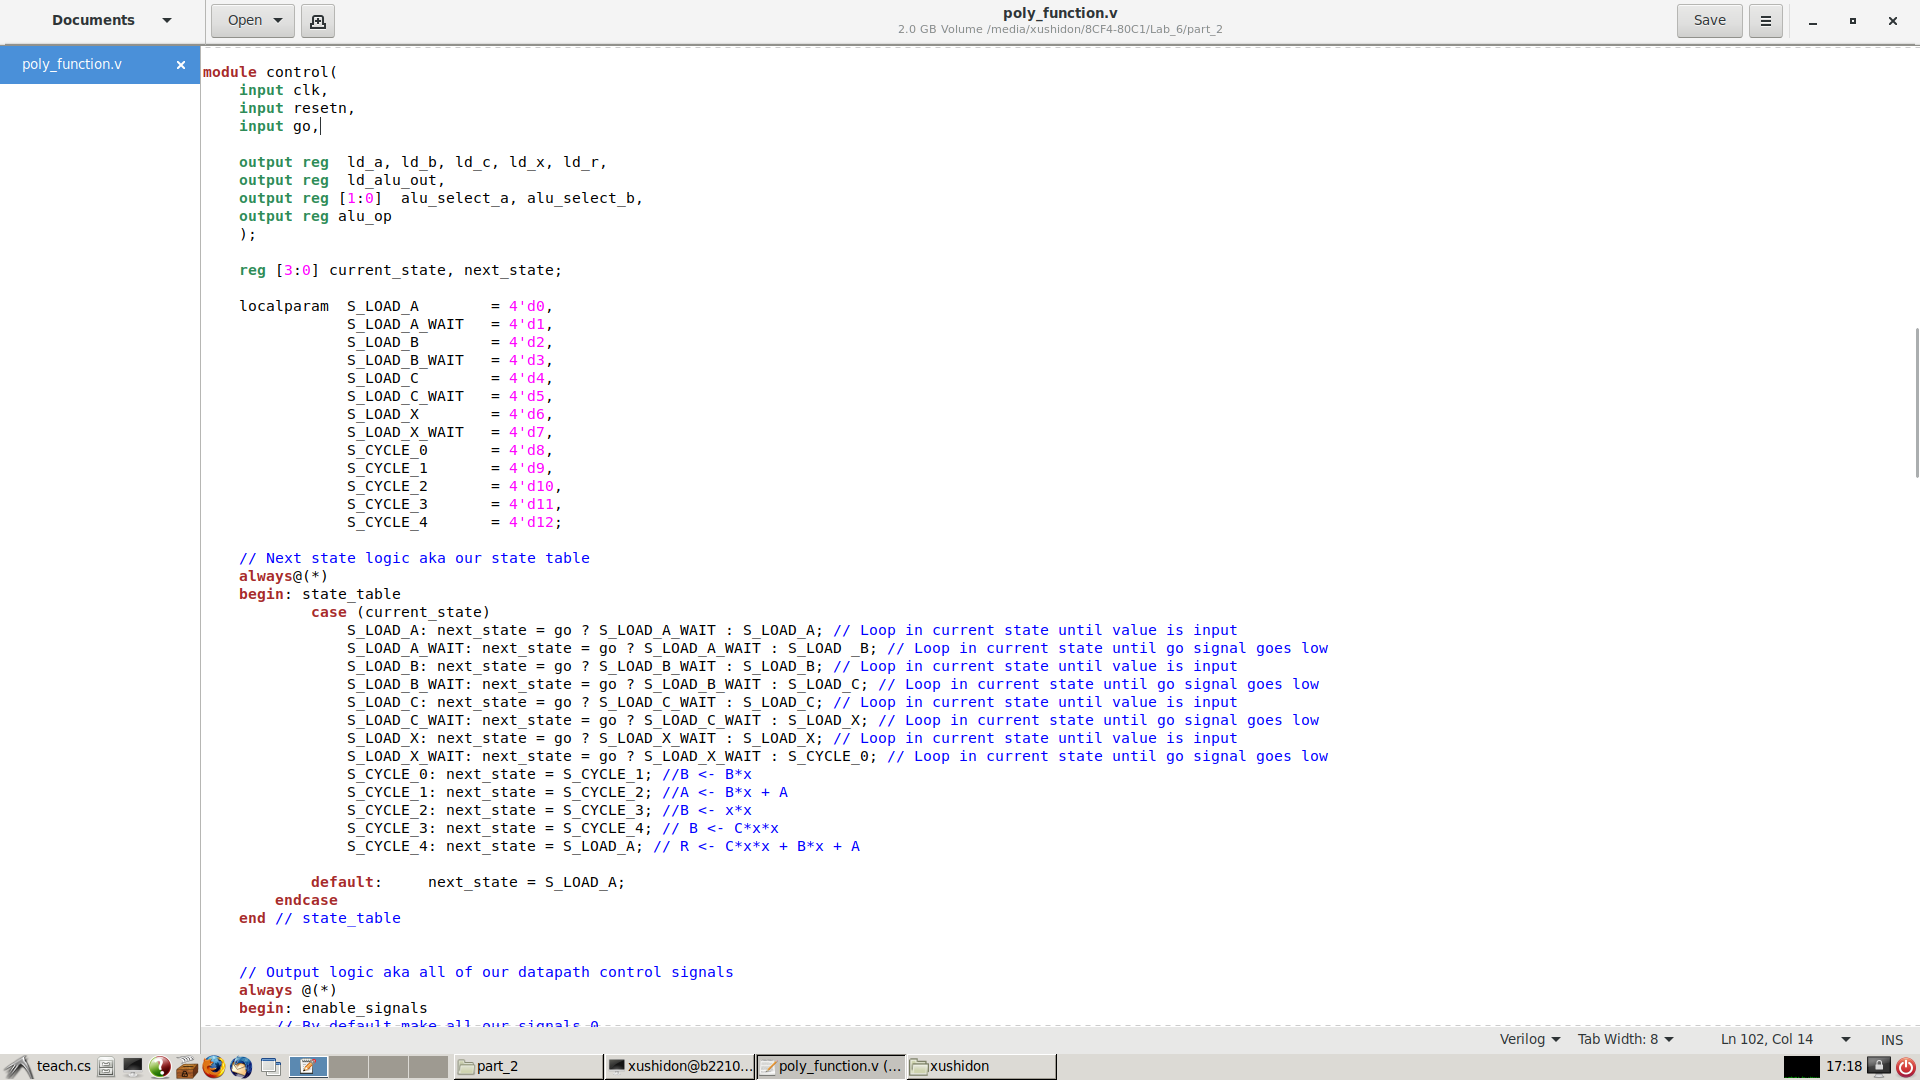 Documents
Open
poly_function.v
2.0 GB Volume /media/xushidon/8CF4-80C1/Lab_6/part_2
Save
poly_function.v
module control(
    input clk,
    input resetn,
    input go,

    output reg  ld_a, ld_b, ld_c, ld_x, ld_r,
    output reg  ld_alu_out,
    output reg [1:0]  alu_select_a, alu_select_b,
    output reg alu_op
    );

    reg [3:0] current_state, next_state;

    localparam  S_LOAD_A        = 4'd0,
                S_LOAD_A_WAIT   = 4'd1,
                S_LOAD_B        = 4'd2,
                S_LOAD_B_WAIT   = 4'd3,
                S_LOAD_C        = 4'd4,
                S_LOAD_C_WAIT   = 4'd5,
                S_LOAD_X        = 4'd6,
                S_LOAD_X_WAIT   = 4'd7,
                S_CYCLE_0       = 4'd8,
                S_CYCLE_1       = 4'd9,
                S_CYCLE_2       = 4'd10,
                S_CYCLE_3       = 4'd11,
                S_CYCLE_4       = 4'd12;

    // Next state logic aka our state table
    always@(*)
    begin: state_table
            case (current_state)
                S_LOAD_A: next_state = go ? S_LOAD_A_WAIT : S_LOAD_A; // Loop in current state until value is input
                S_LOAD_A_WAIT: next_state = go ? S_LOAD_A_WAIT : S_LOAD _B; // Loop in current state until go signal goes low
                S_LOAD_B: next_state = go ? S_LOAD_B_WAIT : S_LOAD_B; // Loop in current state until value is input
                S_LOAD_B_WAIT: next_state = go ? S_LOAD_B_WAIT : S_LOAD_C; // Loop in current state until go signal goes low
                S_LOAD_C: next_state = go ? S_LOAD_C_WAIT : S_LOAD_C; // Loop in current state until value is input
                S_LOAD_C_WAIT: next_state = go ? S_LOAD_C_WAIT : S_LOAD_X; // Loop in current state until go signal goes low
                S_LOAD_X: next_state = go ? S_LOAD_X_WAIT : S_LOAD_X; // Loop in current state until value is input
                S_LOAD_X_WAIT: next_state = go ? S_LOAD_X_WAIT : S_CYCLE_0; // Loop in current state until go signal goes low
                S_CYCLE_0: next_state = S_CYCLE_1; //B <- B*x
                S_CYCLE_1: next_state = S_CYCLE_2; //A <- B*x + A
                S_CYCLE_2: next_state = S_CYCLE_3; //B <- x*x
                S_CYCLE_3: next_state = S_CYCLE_4; // B <- C*x*x
                S_CYCLE_4: next_state = S_LOAD_A; // R <- C*x*x + B*x + A

            default:     next_state = S_LOAD_A;
        endcase
    end // state_table

    // Output logic aka all of our datapath control signals
    always @(*)
    begin: enable_signals
        // By default make all our signals 0
Verilog
Tab Width: 8
Ln 102, Col 14
INS
teach.cs
part_2
xushidon@b2210...
poly_function.v (...
xushidon
17:18